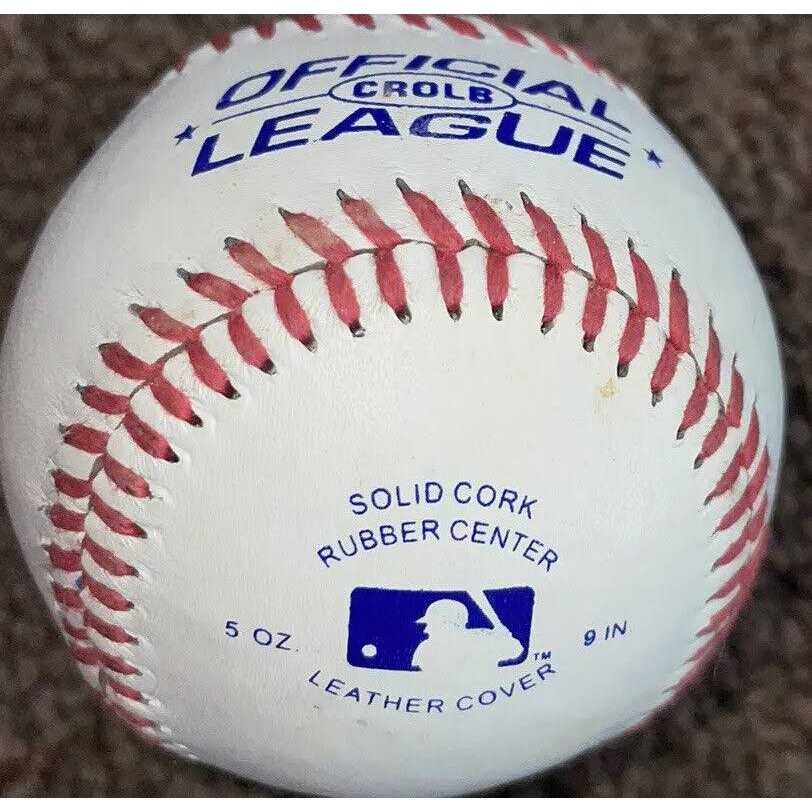 OFFICIAL
CROLB
LEAGUE
SOLID CORK
RUBBER CENTER
5 OZ.
9 IN
TM
LEATHER COVER